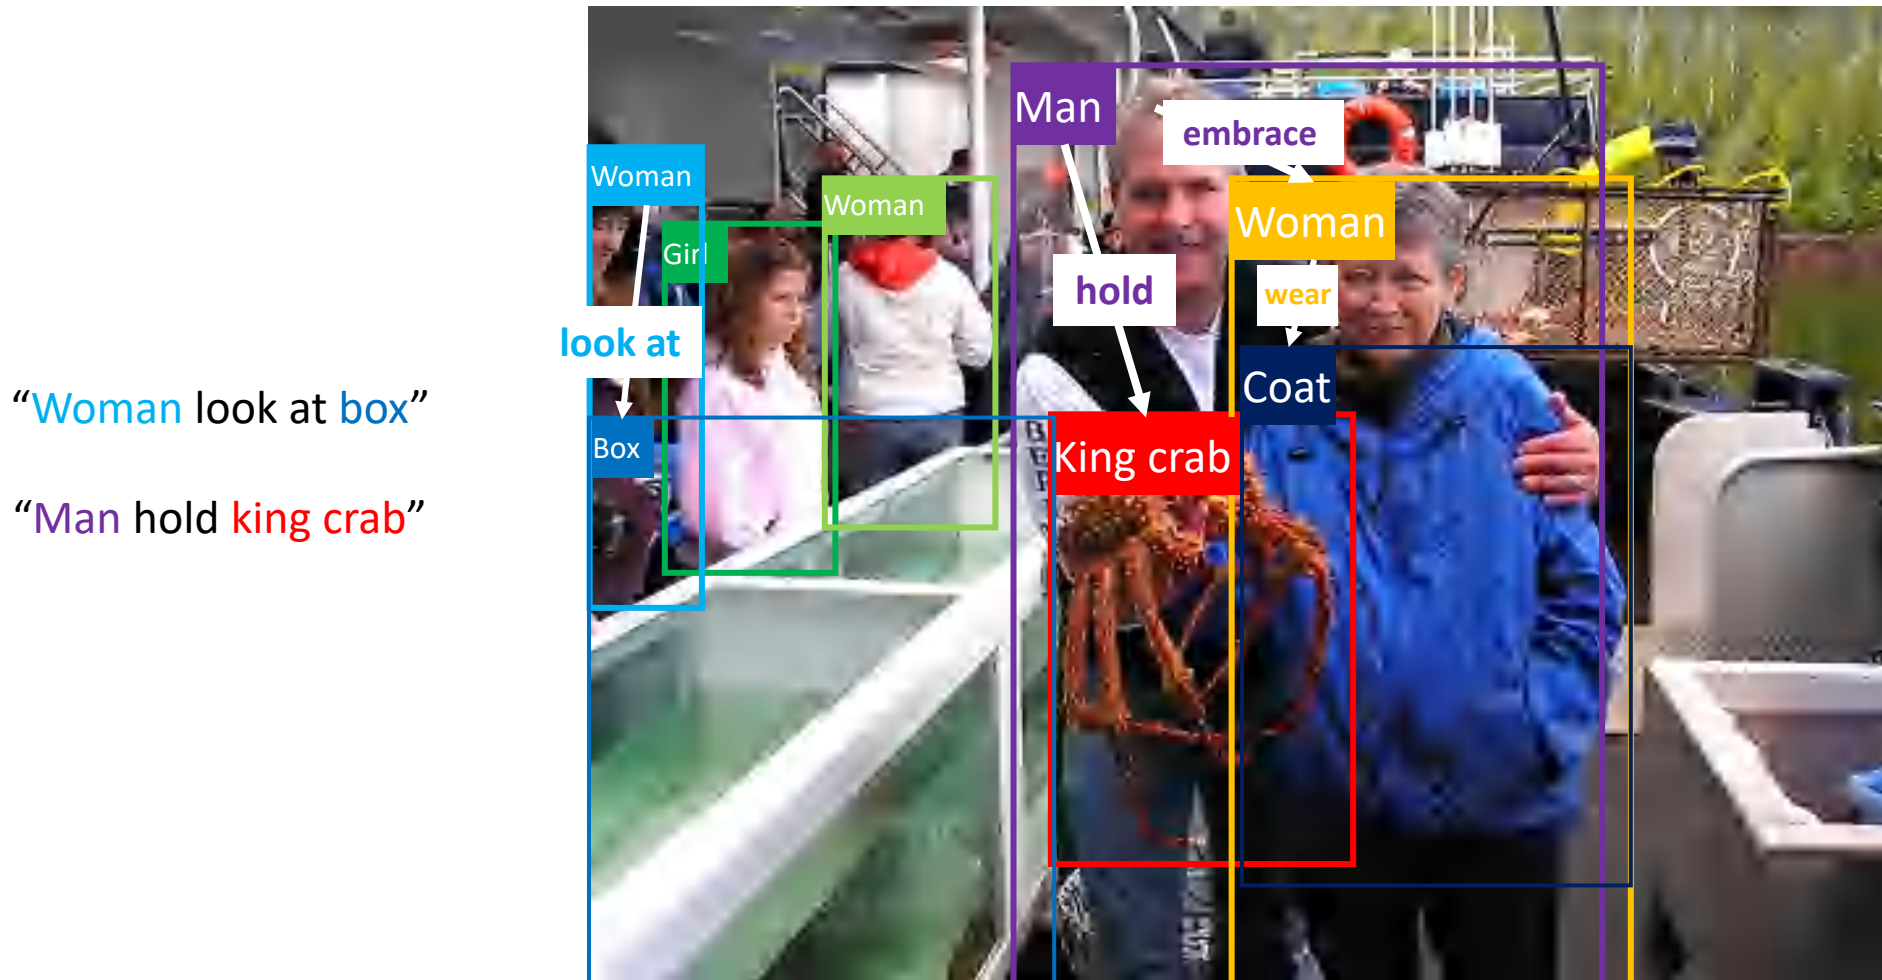 Man
embrace
Woman
Woman
Woman
Girl
hold
wear
look at
Coat
"Woman look at box"
Box
King crab
"Man hold king crab"